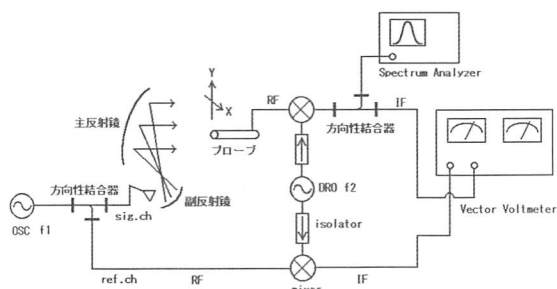 Spectrum Analyzer
Y
X
RF
IF
主反射鏡
プローブ
方向性結合器
方向性結合器
副反射鏡
DRO f2
sig.ch
Vector Voltmeter
OSC f1
isolator
ref.ch
RF
IF